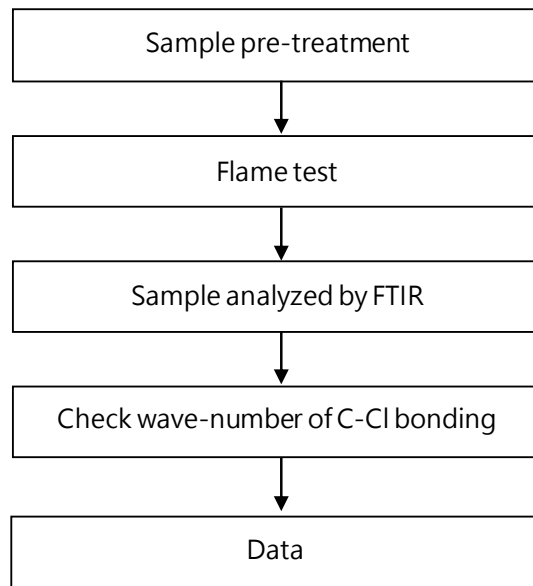 Sample pre-treatment
Flame test
Sample analyzed by FTIR
Check wave-number of C-Cl bonding
Data